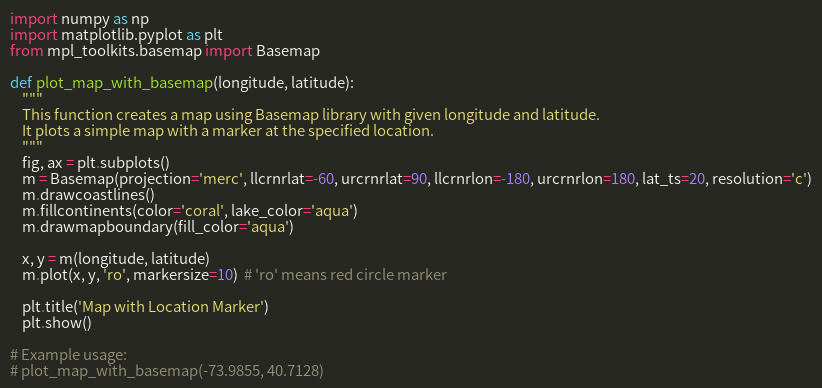 import numpy as np
import matplotlib.pyplot as plt
from mpl_toolkits.basemap import Basemap

def plot_map_with_basemap(longitude, latitude):
    """
    This function creates a map using Basemap library with given longitude and latitude.
    It plots a simple map with a marker at the specified location.
    """
    fig, ax = plt.subplots()
    m = Basemap(projection='merc', llcrnrlat=-60, urcrnrlat=90, llcrnrlon=-180, urcrnrlon=180, lat_ts=20, resolution='c')
    m.drawcoastlines()
    m.fillcontinents(color='coral', lake_color='aqua')
    m.drawmapboundary(fill_color='aqua')

    x, y = m(longitude, latitude)
    m.plot(x, y, 'ro', markersize=10)  # 'ro' means red circle marker

    plt.title('Map with Location Marker')
    plt.show()

# Example usage:
# plot_map_with_basemap(-73.9855, 40.7128)